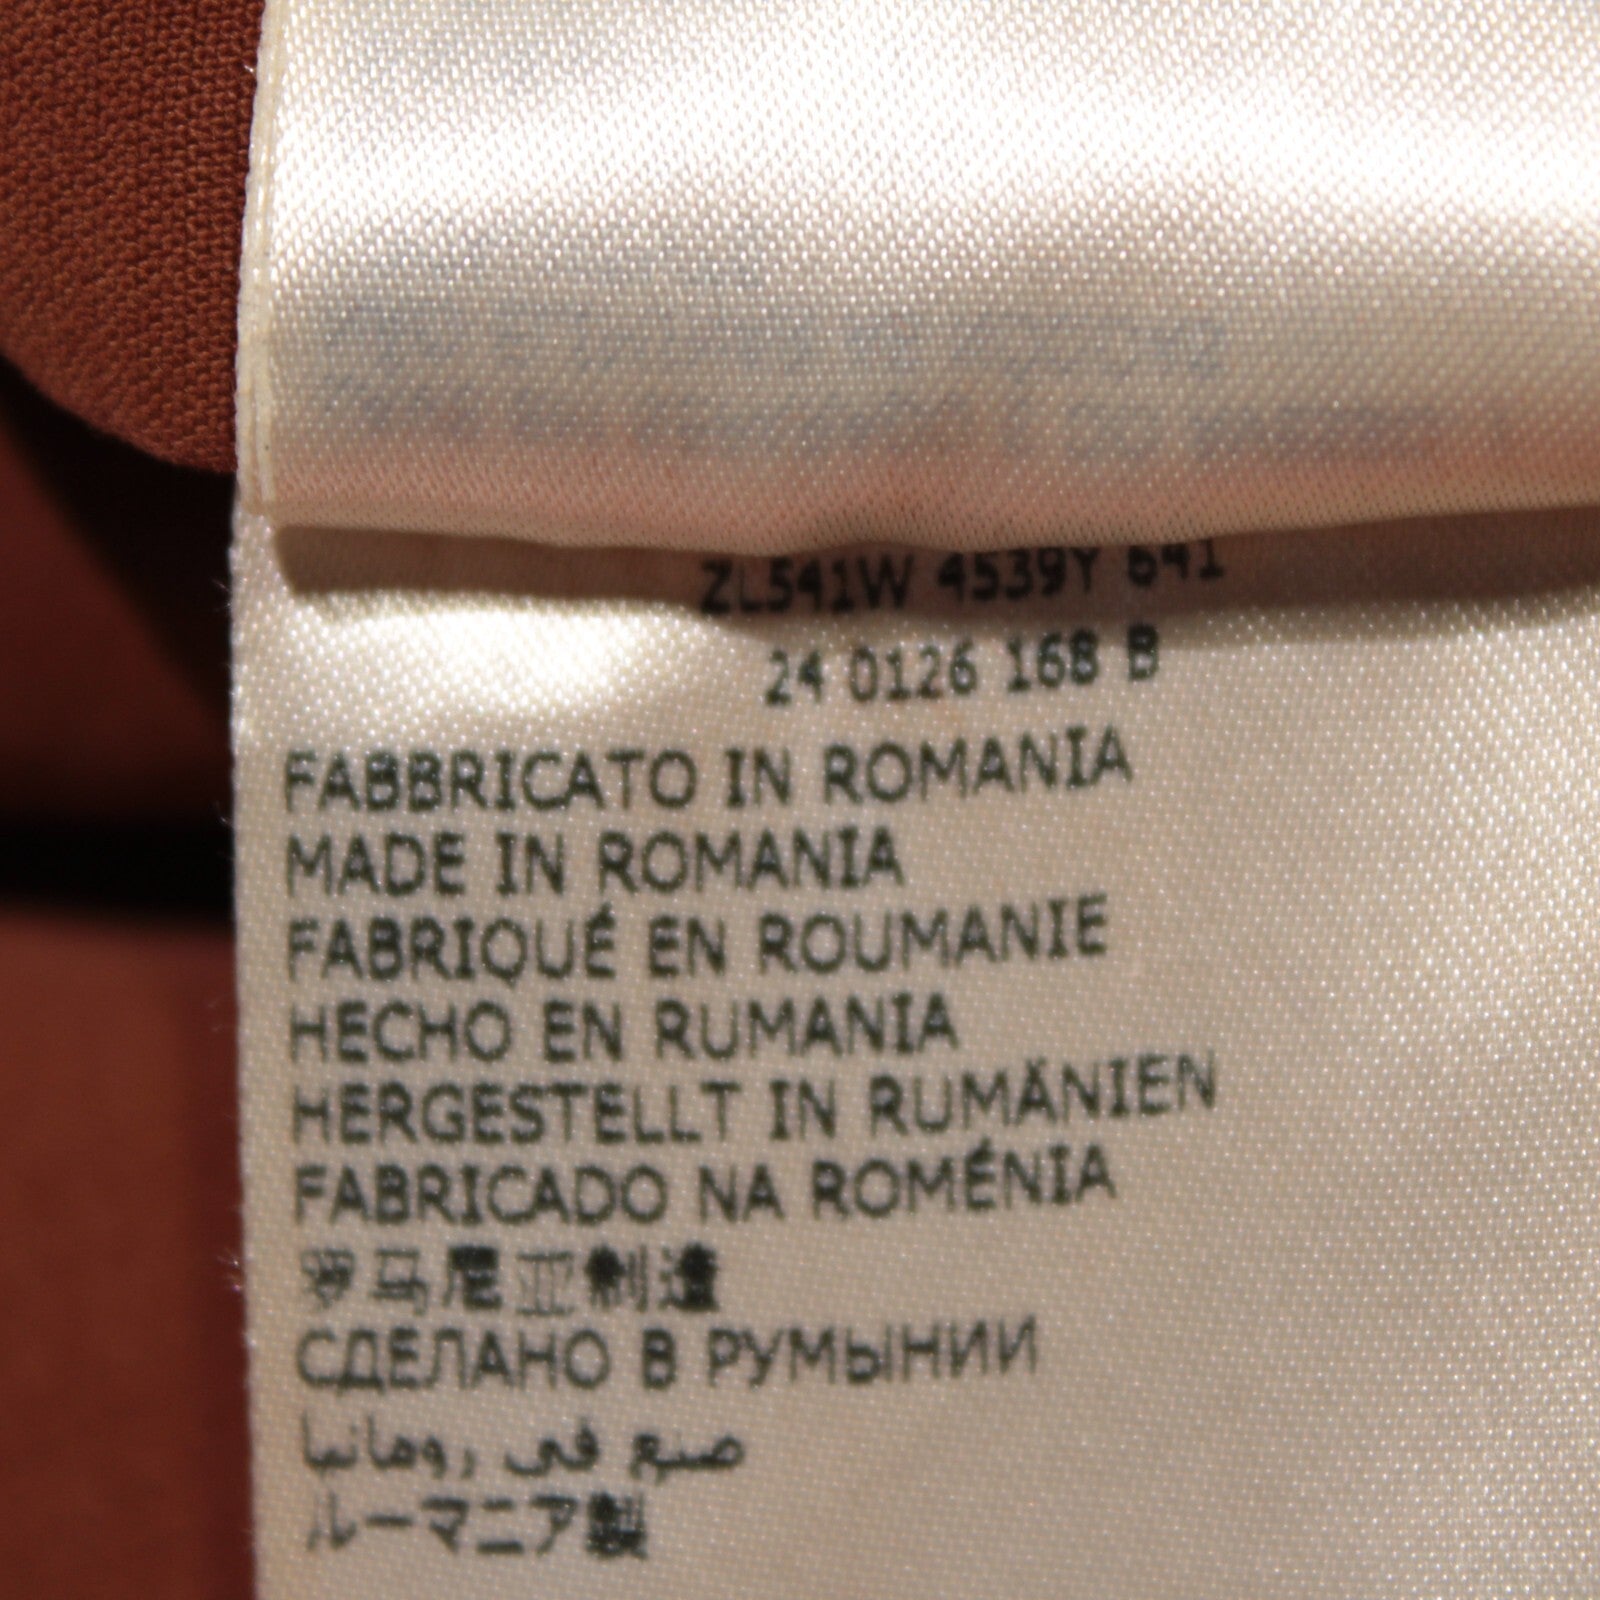 ZL541W 4539Y 641
24 0126 168 B
FABBRICATO IN ROMANIA
MADE IN ROMANIA
FABRIQUÉ EN ROUMANIE
HECHO EN RUMANIA
HERGESTELLT IN RUMÄNIEN
FABRICADO NA ROMÉNIA
罗马尼亚制造
СДЕЛАНО В РУМЫНИИ
صنع في رومانيا
ルーマニア製